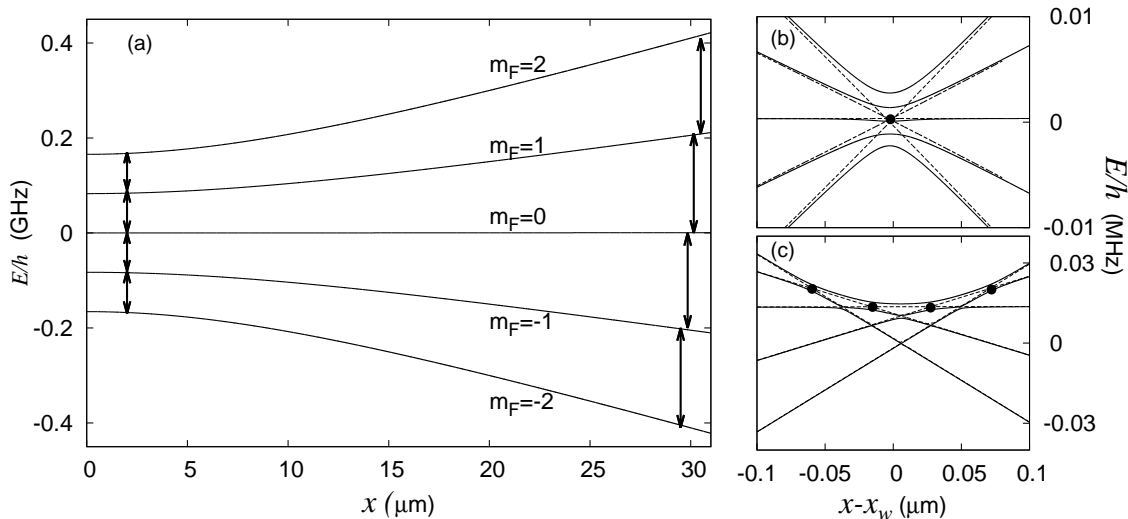 (a)
0.4
0.2
0
-0.2
-0.4
E/h (GHz)
m_F=2
m_F=1
m_F=0
m_F=-1
m_F=-2
0 5 10 15 20 25 30
x (μm)
(b)
0.01
0
-0.01
(c)
0.03
0
-0.03
E/h (MHz)
-0.1 -0.05 0 0.05 0.1
x-x_w (μm)